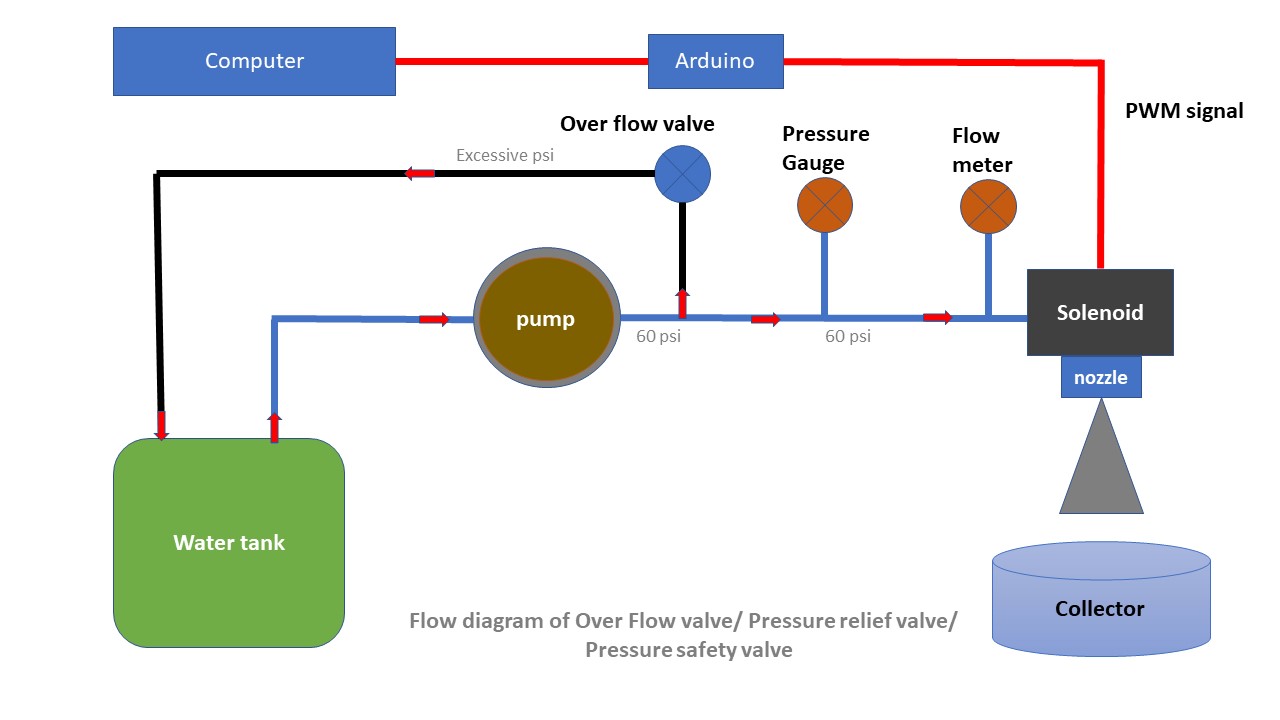 Computer
Arduino
PWM signal
Over flow valve
Pressure
Gauge
Flow
meter
Excessive psi
pump
60 psi
60 psi
Solenoid
nozzle
Water tank
Collector
Flow diagram of Over Flow valve/ Pressure relief valve/
Pressure safety valve